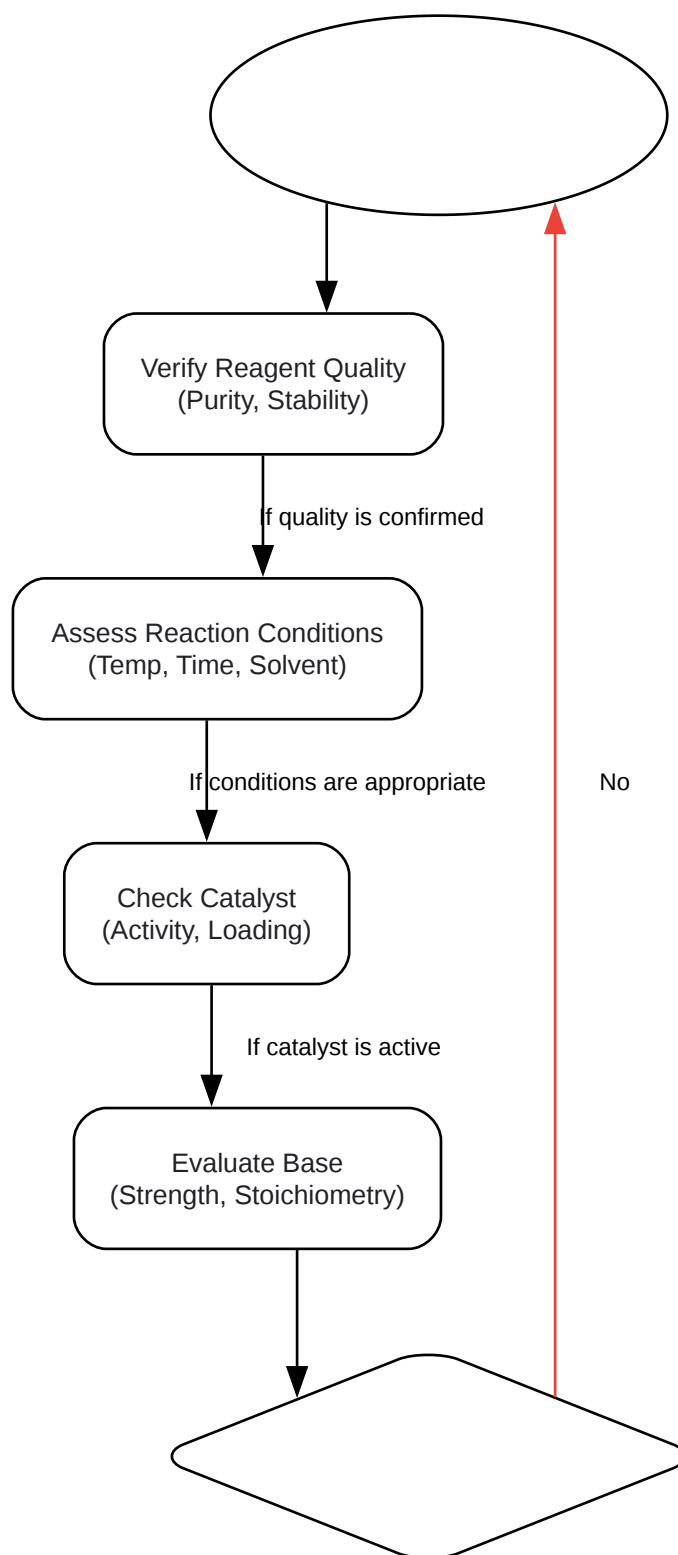 Verify Reagent Quality
(Purity, Stability)
If quality is confirmed
Assess Reaction Conditions
(Temp, Time, Solvent)
If conditions are appropriate
No
Check Catalyst
(Activity, Loading)
If catalyst is active
Evaluate Base
(Strength, Stoichiometry)